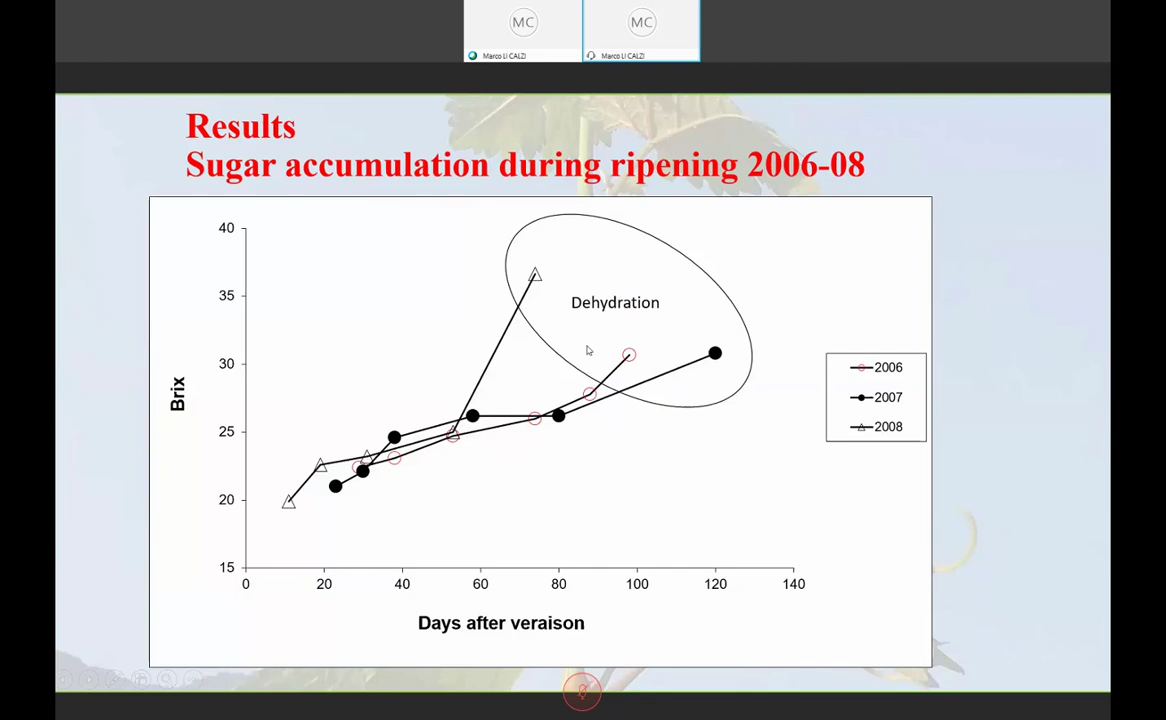 MC
MC
Marco LI CALZI
Marco LI CALZI
Results
Sugar accumulation during ripening 2006-08
40
35
30
25
20
15
Brix
Dehydration
0
20
40
60
80
100
120
140
Days after veraison
2006
2007
2008